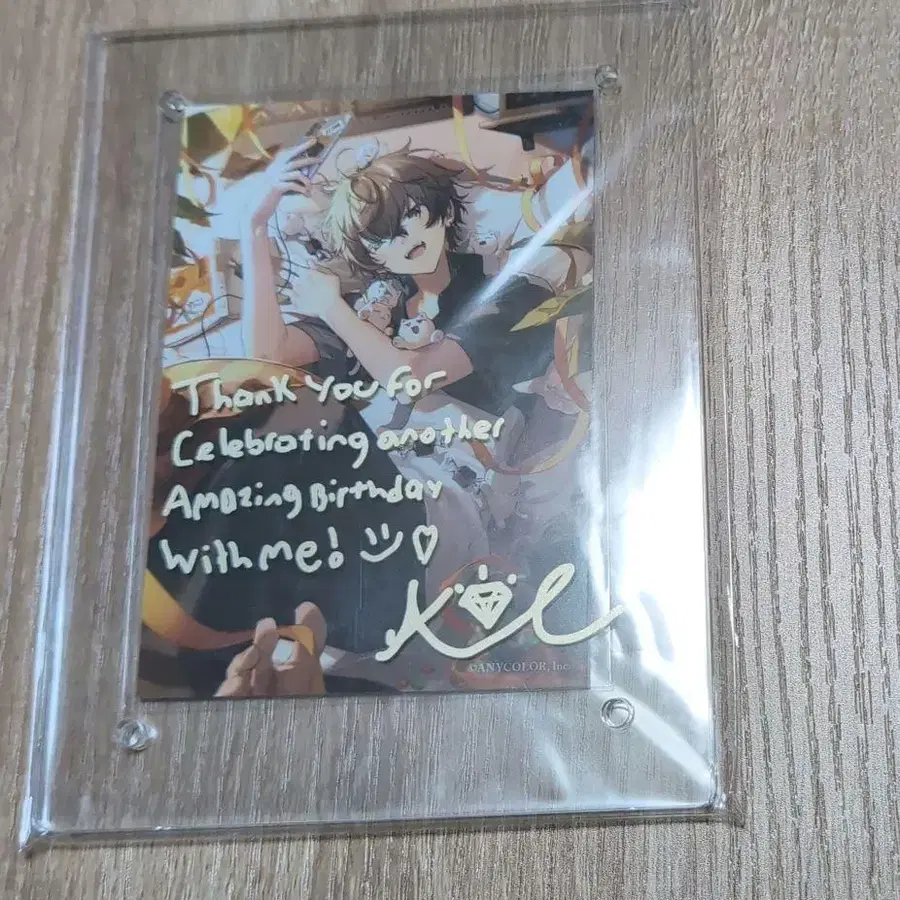 Thank you for
Celebrating another
Amazing Birthday
with me! :) ♡
©ANYCOLOR, Inc.